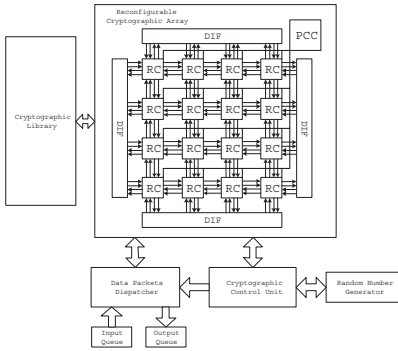 Reconfigurable
Cryptographic Array
DIF
PCC
RC RC RC RC
Cryptographic
Library
DIF
RC RC RC RC
DIF
RC RC RC RC
RC RC RC RC
DIF
Data Packets
Dispatcher
Cryptographic
Control Unit
Random Number
Generator
Input
Queue
Output
Queue